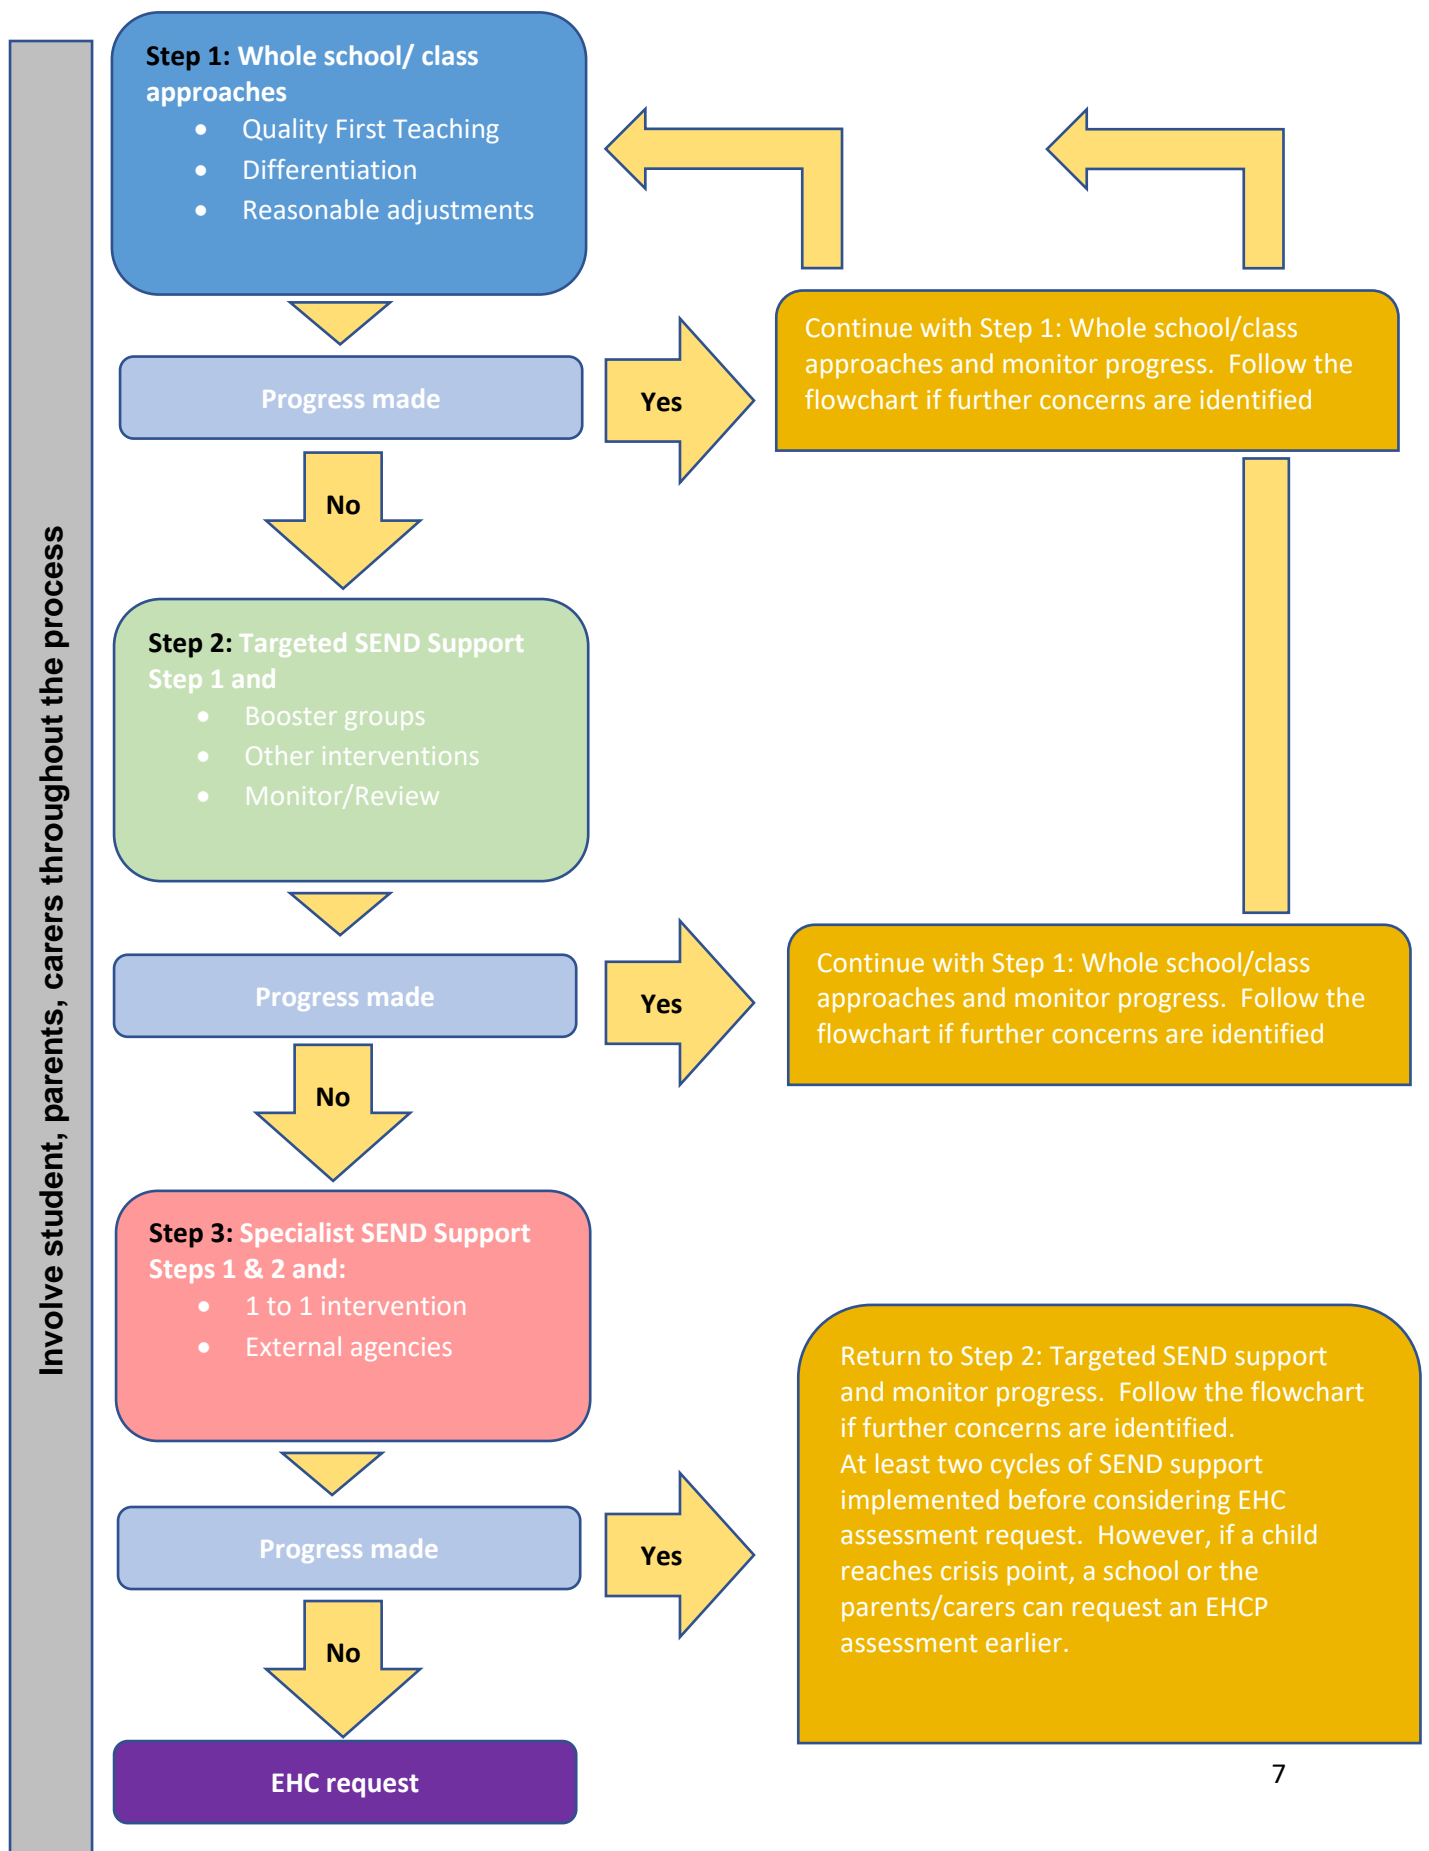 Involve student, parents, carers throughout the process
Step 1: Whole school/ class
approaches
• Quality First Teaching
• Differentiation
• Reasonable adjustments
Progress made
Yes
Continue with Step 1: Whole school/class
approaches and monitor progress.  Follow the
flowchart if further concerns are identified
No
Step 2: Targeted SEND Support
Step 1 and
• Booster groups
• Other interventions
• Monitor/Review
Progress made
Yes
Continue with Step 1: Whole school/class
approaches and monitor progress.  Follow the
flowchart if further concerns are identified
No
Step 3: Specialist SEND Support
Steps 1 & 2 and:
• 1 to 1 intervention
• External agencies
Progress made
Yes
Return to Step 2: Targeted SEND support
and monitor progress.  Follow the flowchart
if further concerns are identified.
At least two cycles of SEND support
implemented before considering EHC
assessment request.  However, if a child
reaches crisis point, a school or the
parents/carers can request an EHCP
assessment earlier.
No
EHC request
7